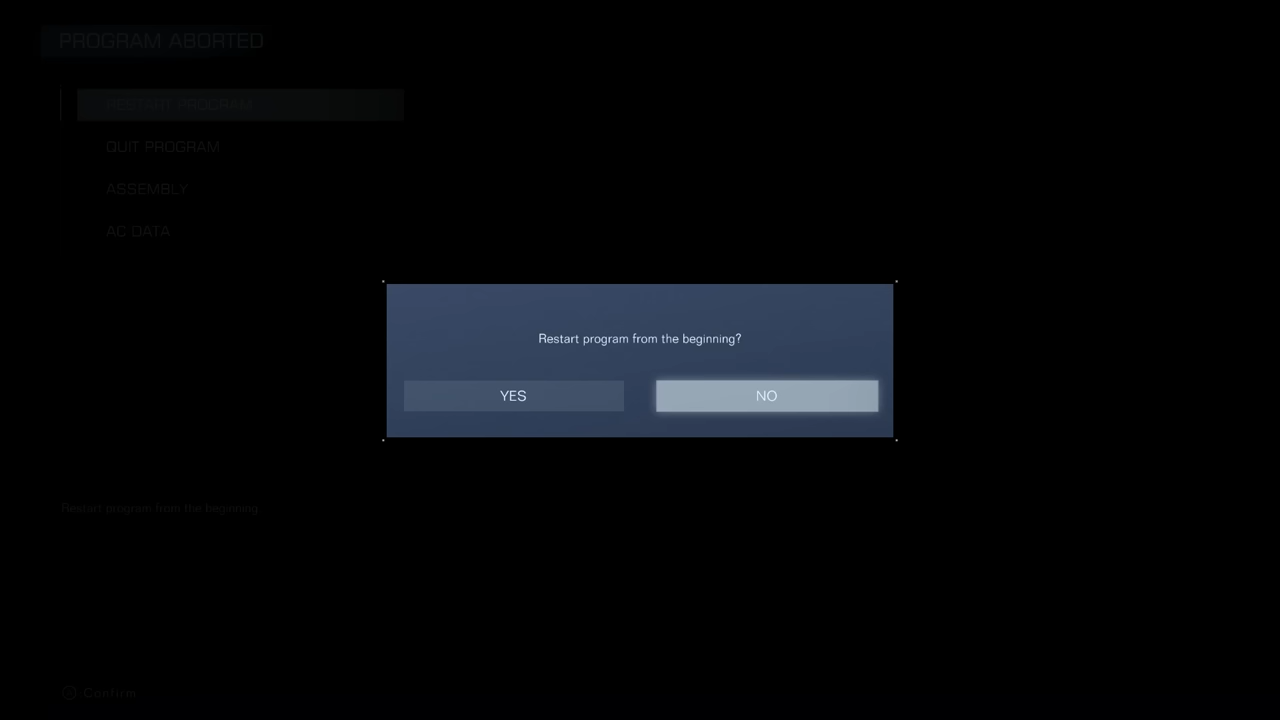 PROGRAM ABORTED
RESTART PROGRAM
QUIT PROGRAM
ASSEMBLY
AC DATA
Restart program from the beginning?
YES
NO
Restart program from the beginning
Confirm